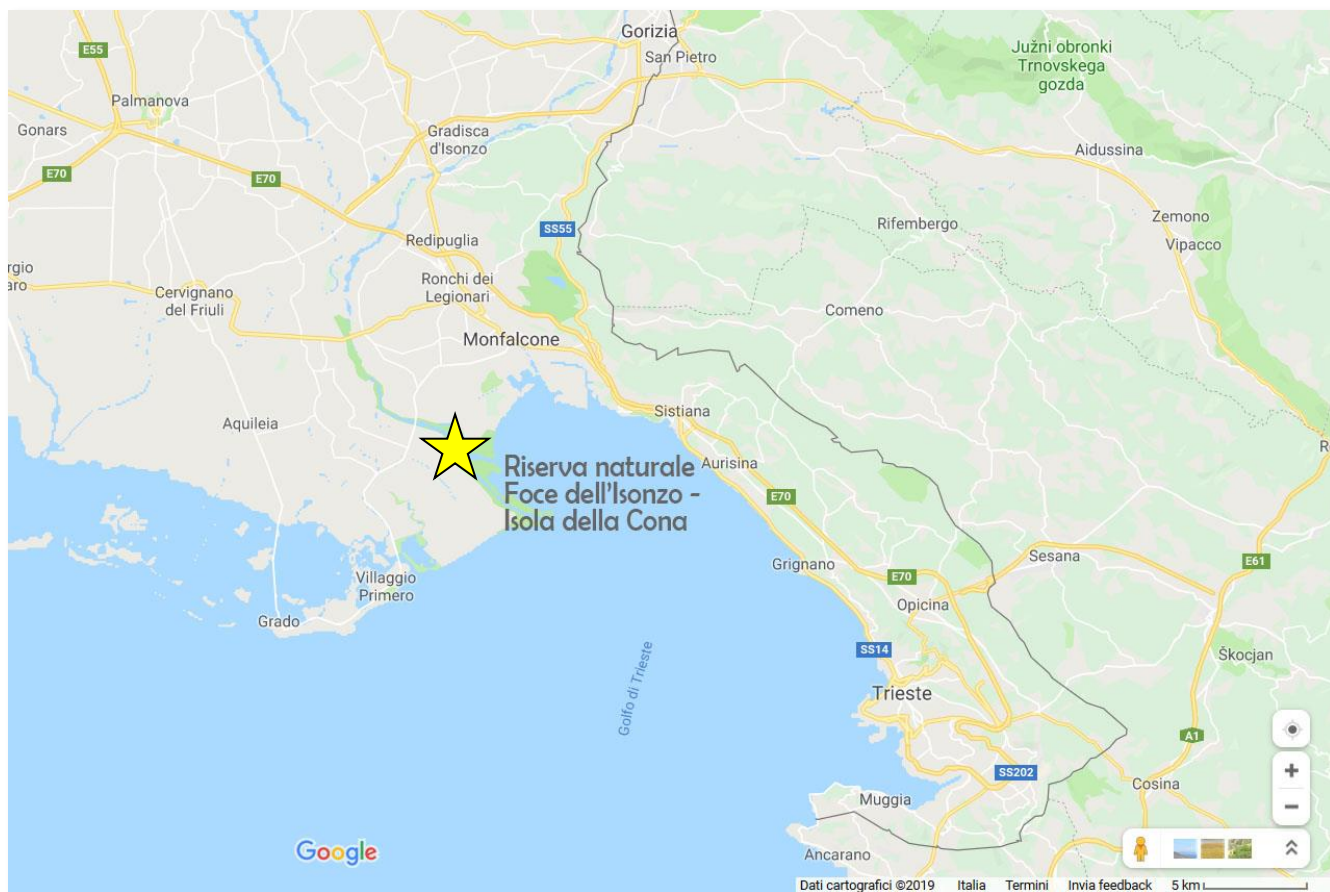 Gorizia
San Pietro
Južni obronki
Trnovskega
gozda
E55
Palmanova
Gonars
Gradisca
d'Isonzo
Aidussina
E70
E70
Zemono
Rifembergo
SS55
Vipacco
Redipuglia
rgio
aro
Ronchi dei
Legionari
Cervignano
del Friuli
Comeno
Monfalcone
Sistiana
Aquileia
Riserva naturale
Foce dell'Isonzo -
Isola della Cona
Aurisina
R
E70
Sesana
E61
Grignano
Villaggio
Primero
E70
Opicina
Grado
SS14
Škocjan
Golfo di Trieste
Trieste
A1
SS202
Cosina
Muggia
Google
Ancarano
Dati cartografici ©2019 Italia Termini Invia feedback 5 km